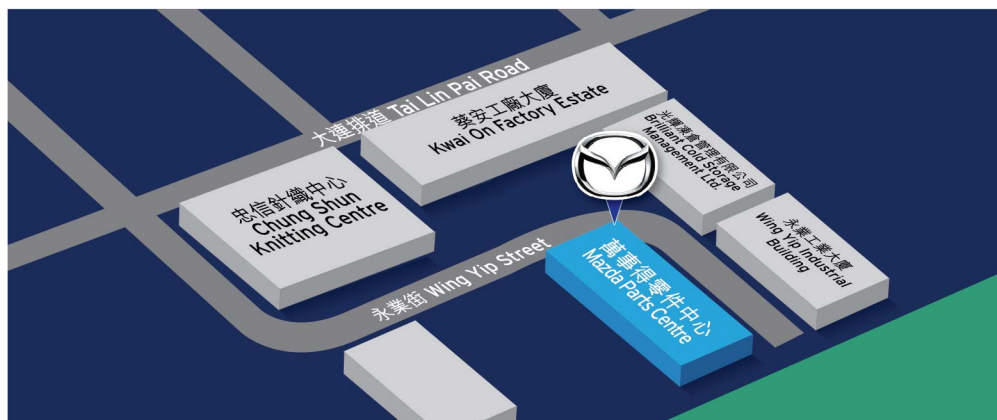 大連排道 Tai Lin Pai Road
葵安工廠大廈
Kwai On Factory Estate
光輝凍倉管理有限公司
Brilliant Cold Storage
Management Ltd.
忠信針織中心
Chung Shun
Knitting Centre
永業工業大廈
Wing Yip Industrial
Building
永業街 Wing Yip Street
萬事得零件中心
Mazda Parts Centre